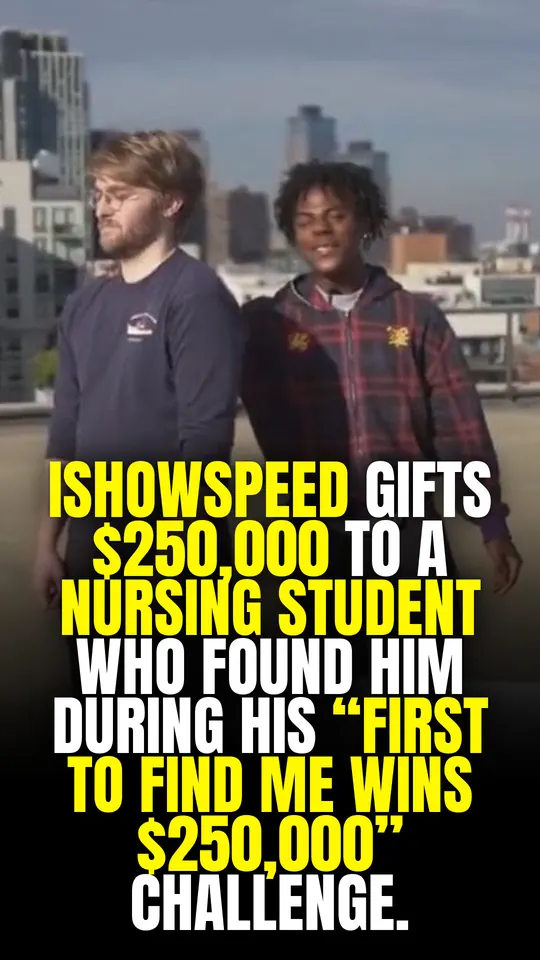 ISHOWSPEED GIFTS
$250,000 TO A
NURSING STUDENT
WHO FOUND HIM
DURING HIS “FIRST
TO FIND ME WINS
$250,000”
CHALLENGE.